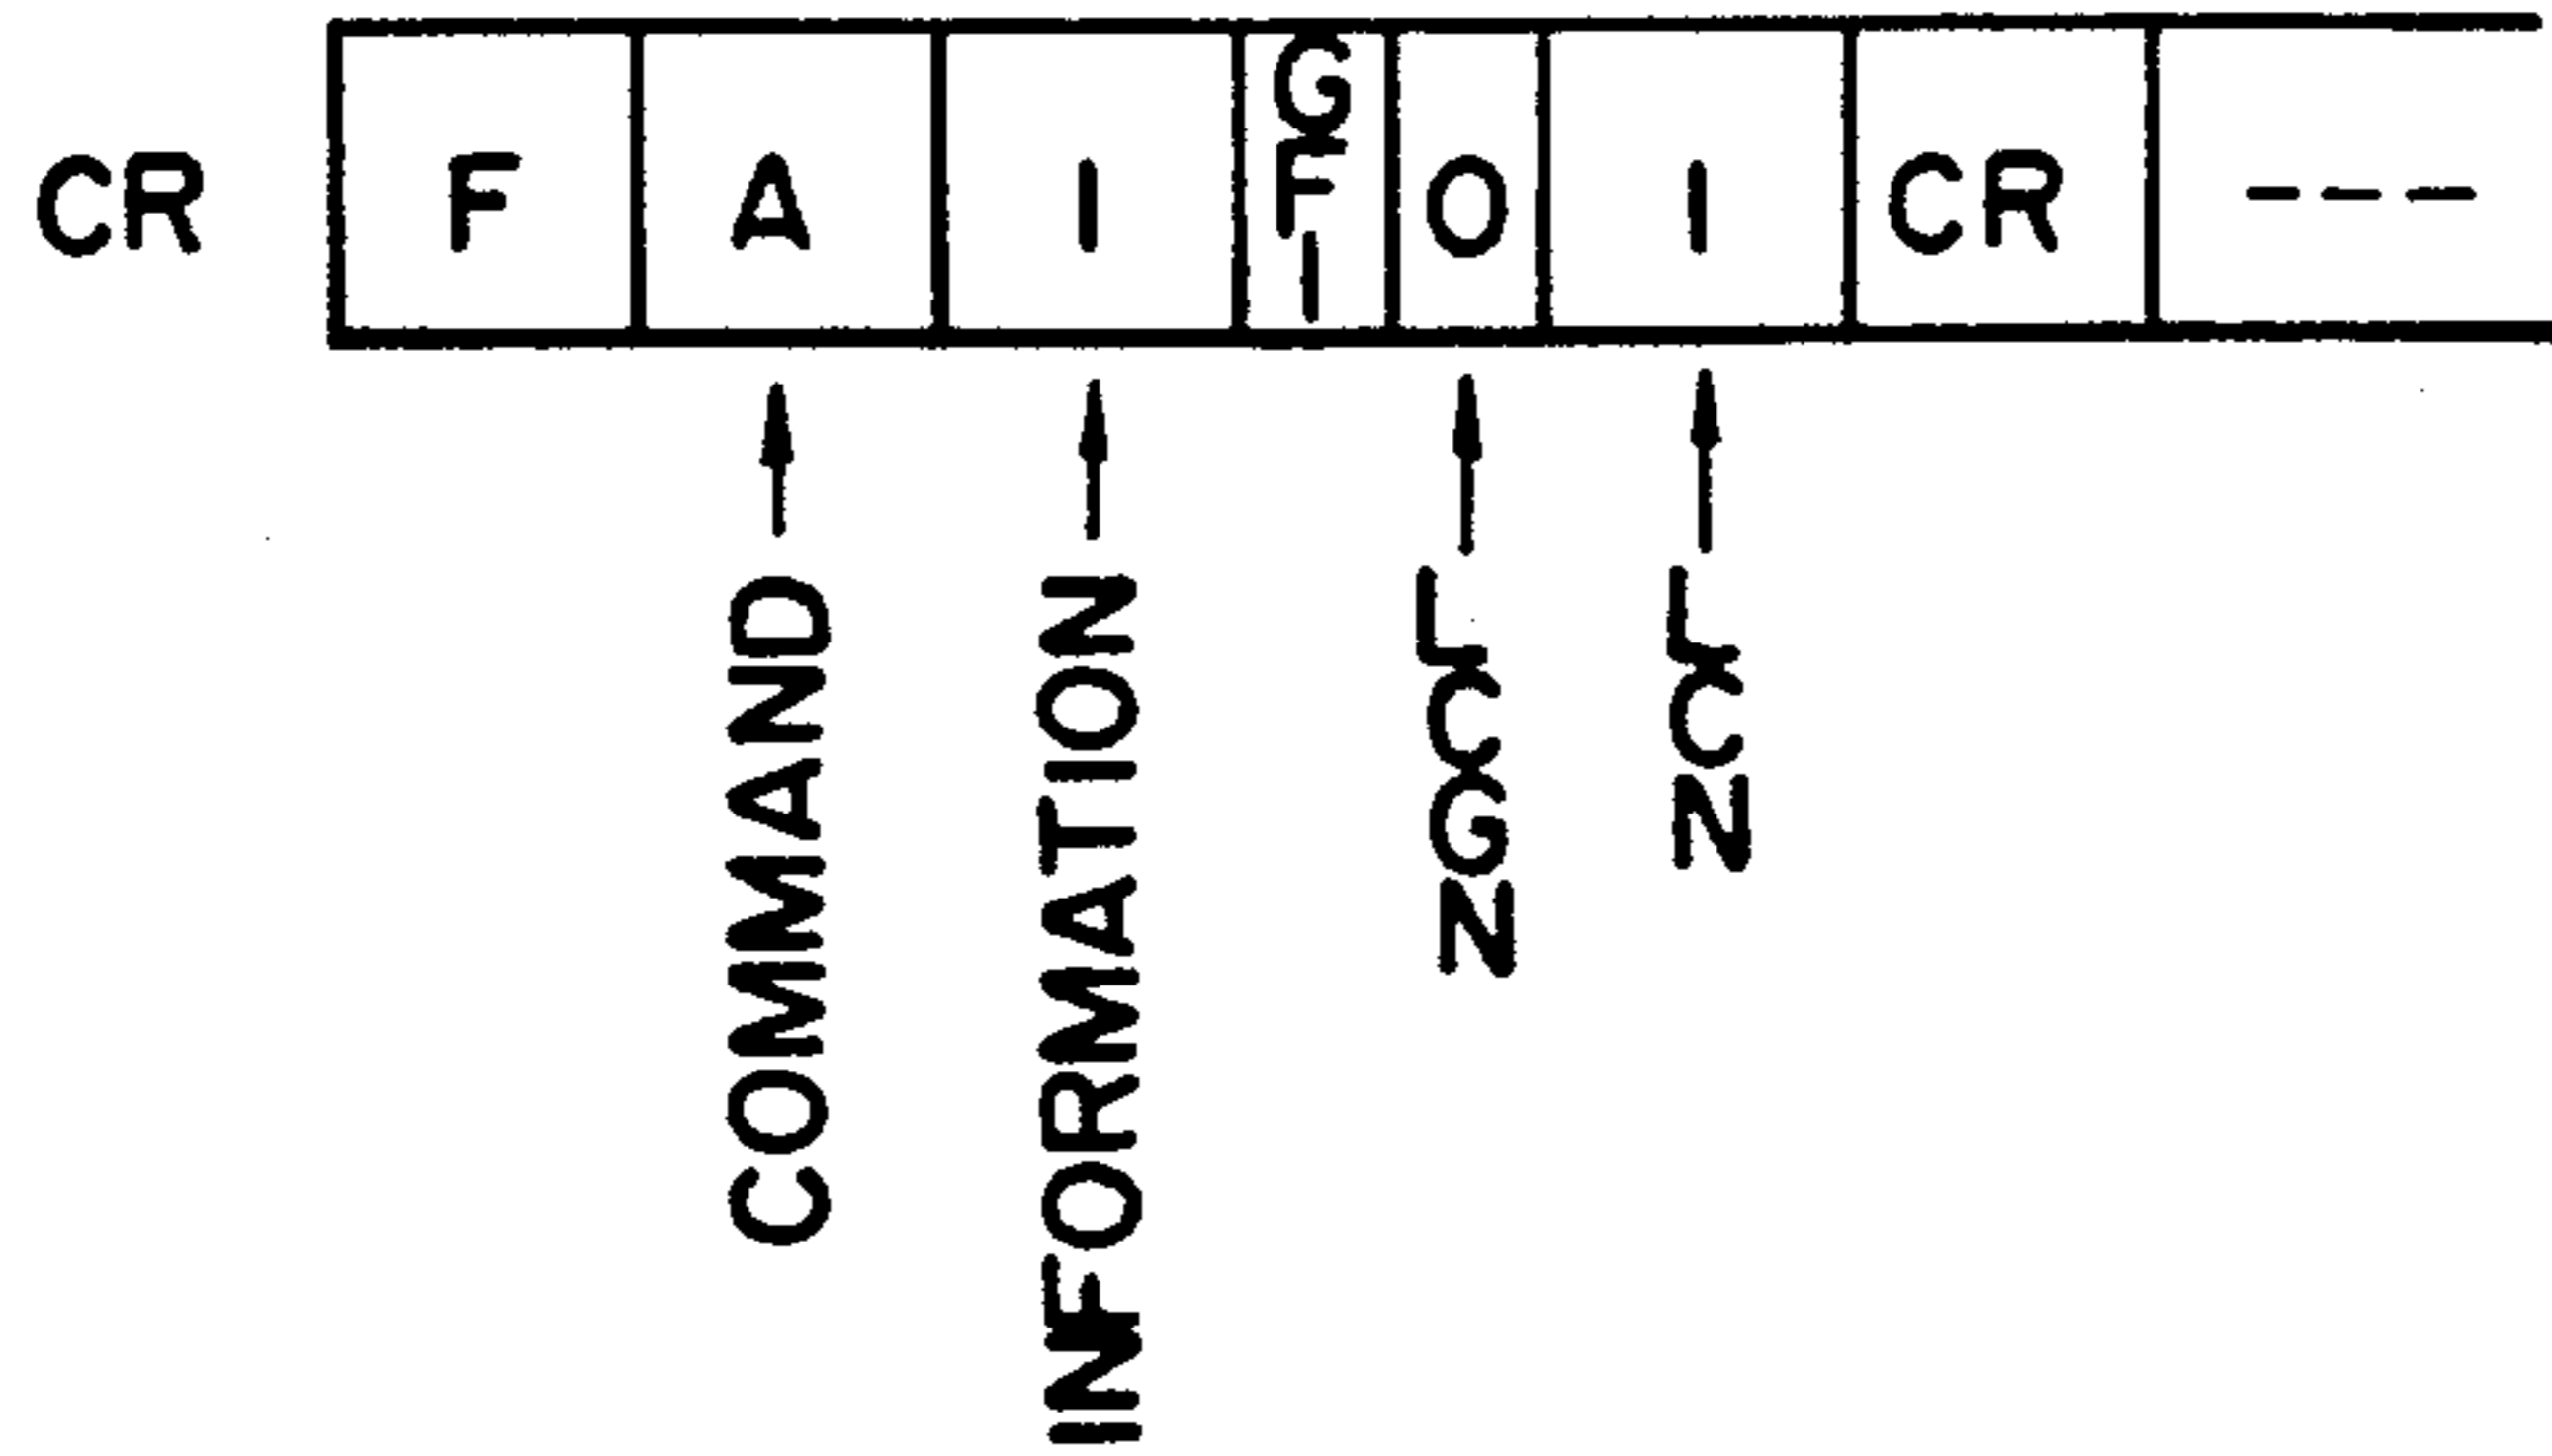 CR F A I GFI O I CR ---
COMMAND
INFORMATION
LCGN
LCN